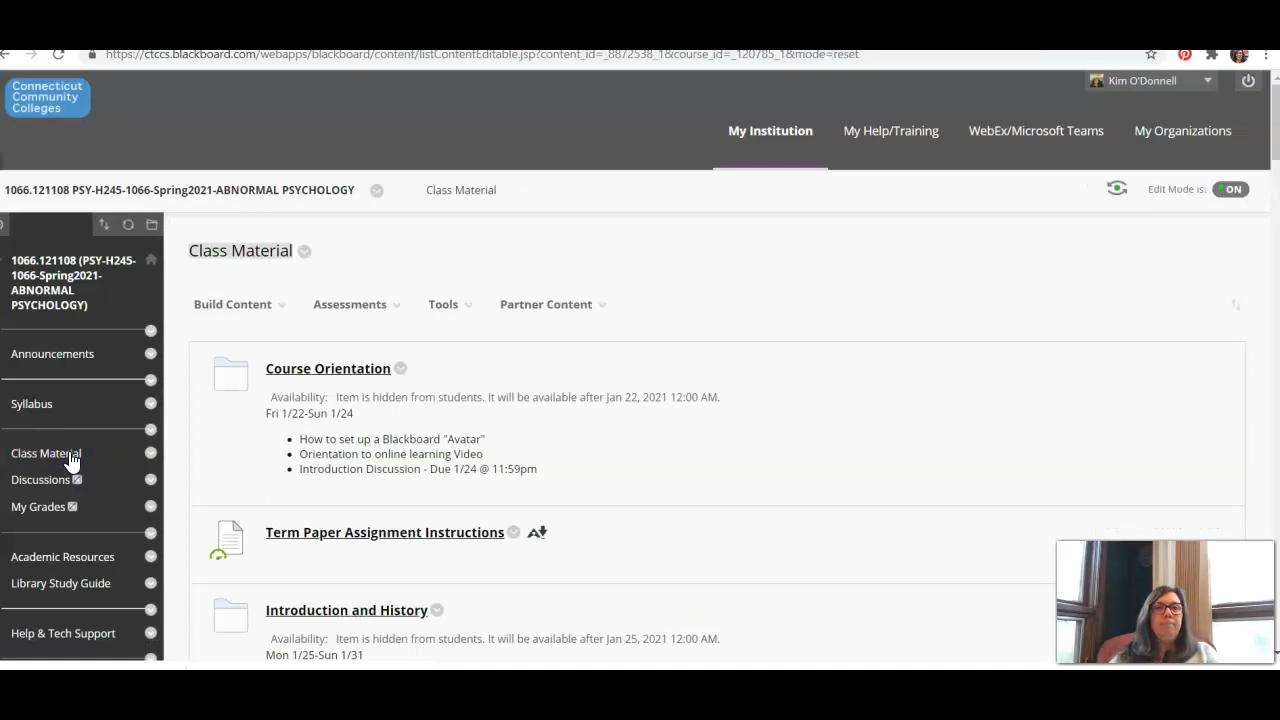 https://ctccs.blackboard.com/webapps/blackboard/content/listContentEditable.jsp?content_id=_8872538_1&course_id=_120785_1&mode=reset
Connecticut
Community
Colleges
Kim O'Donnell
My Institution
My Help/Training
WebEx/Microsoft Teams
My Organizations
1066.121108 PSY-H245-1066-Spring2021-ABNORMAL PSYCHOLOGY
Class Material
Edit Mode is:
ON
1066.121108 (PSY-H245-
1066-Spring2021-
ABNORMAL
PSYCHOLOGY)
Announcements
Syllabus
Class Material
Discussions
My Grades
Academic Resources
Library Study Guide
Help & Tech Support
Class Material
Build Content
Assessments
Tools
Partner Content
Course Orientation
Availability: Item is hidden from students. It will be available after Jan 22, 2021 12:00 AM.
Fri 1/22-Sun 1/24
How to set up a Blackboard "Avatar"
Orientation to online learning Video
Introduction Discussion - Due 1/24 @ 11:59pm
Term Paper Assignment Instructions
Introduction and History
Availability: Item is hidden from students. It will be available after Jan 25, 2021 12:00 AM.
Mon 1/25-Sun 1/31